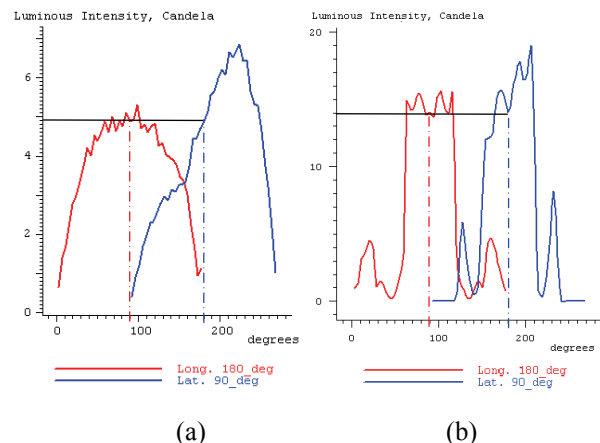 Luminous Intensity, Candela
6
4
2
0
0
100
200
degrees
Long. 180_deg
Lat. 90_deg
(a)
Luminous Intensity, Candela
20
10
0
0
100
200
degrees
Long. 180_deg
Lat. 90_deg
(b)